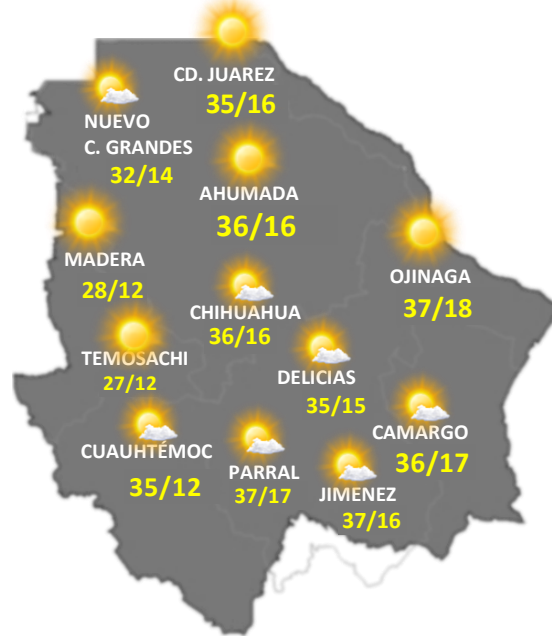 CD. JUAREZ
35/16
NUEVO
C. GRANDES
32/14
AHUMADA
36/16
MADERA
28/12
OJINAGA
37/18
CHIHUAHUA
36/16
TEMOSACHI
27/12
DELICIAS
35/15
CUAUHTÉMOC
35/12
CAMARGO
36/17
PARRAL
37/17
JIMENEZ
37/16